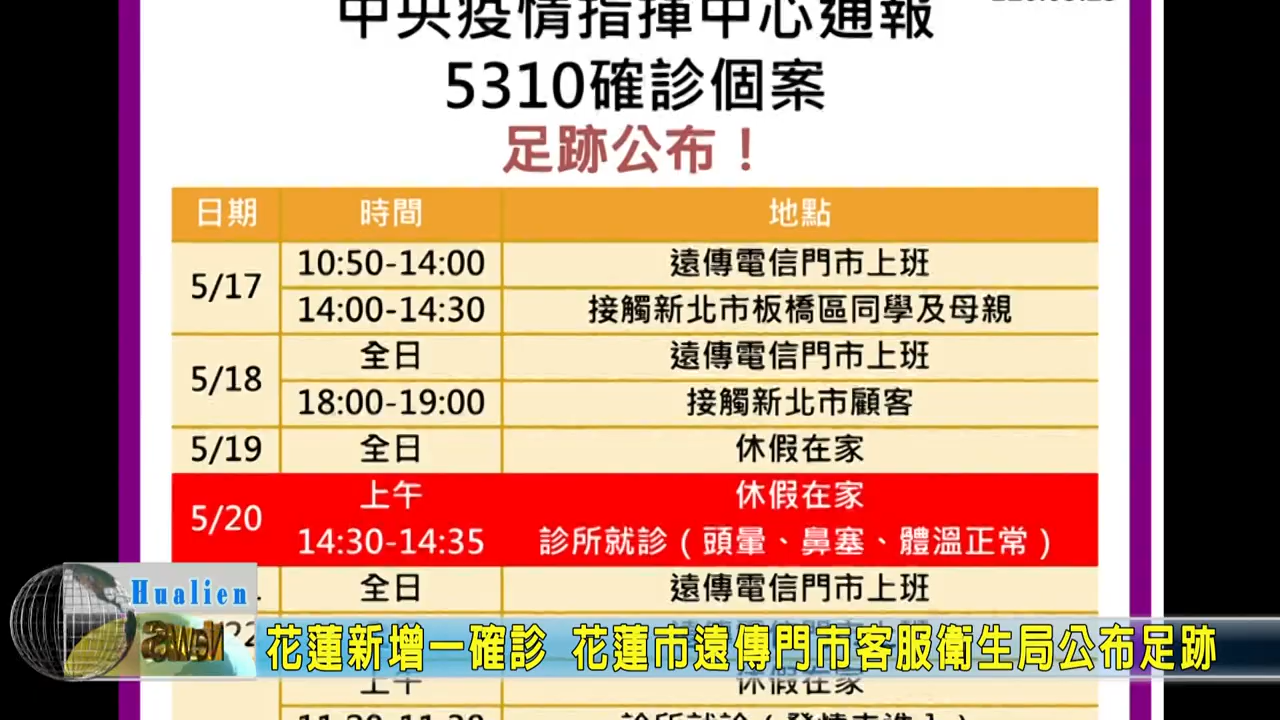 中央疫情指揮中心通報
5310確診個案
足跡公布！
日期 時間 地點
5/17 10:50-14:00 遠傳電信門市上班
14:00-14:30 接觸新北市板橋區同學及母親
5/18 全日 遠傳電信門市上班
18:00-19:00 接觸新北市顧客
5/19 全日 休假在家
5/20 上午 休假在家
14:30-14:35 診所就診（頭暈、鼻塞、體溫正常）
全日 遠傳電信門市上班
Hualien
News
花蓮新增一確診 花蓮市遠傳門市客服衛生局公布足跡
上午 休假在家